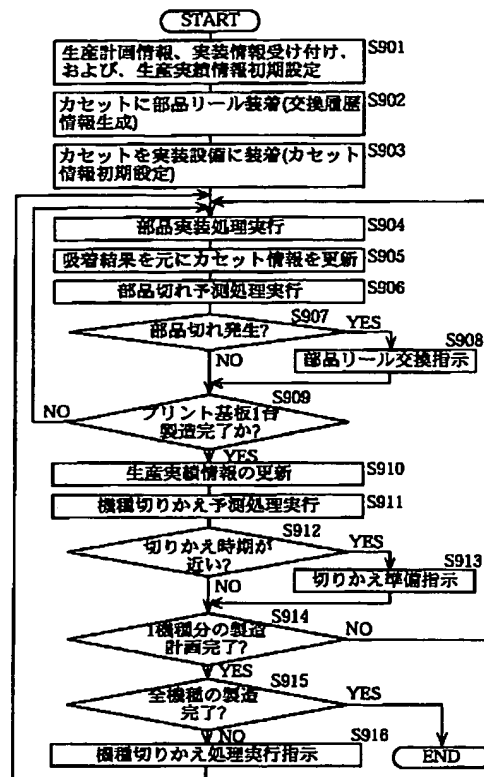 START
生産計画情報、実装情報受け付け、
および、生産実績情報初期設定
S901
カセットに部品リール装着(交換履歴
情報生成)
S902
カセットを実装設備に装着(カセット
情報初期設定)
S903
部品実装処理実行
S904
吸着結果を元にカセット情報を更新
S905
部品切れ予測処理実行
S906
S907
部品切れ発生?
YES
S908
部品リール交換指示
NO
S909
NO
プリント基板1台
製造完了か?
YES
生産実績情報の更新
S910
機種切りかえ予測処理実行
S911
S912
切りかえ時期が
近い?
YES
S913
切りかえ準備指示
NO
S914
1機種分の製造
計画完了?
NO
YES
S915
全機種の製造
完了?
YES
NO
S916
機種切りかえ処理実行指示
END